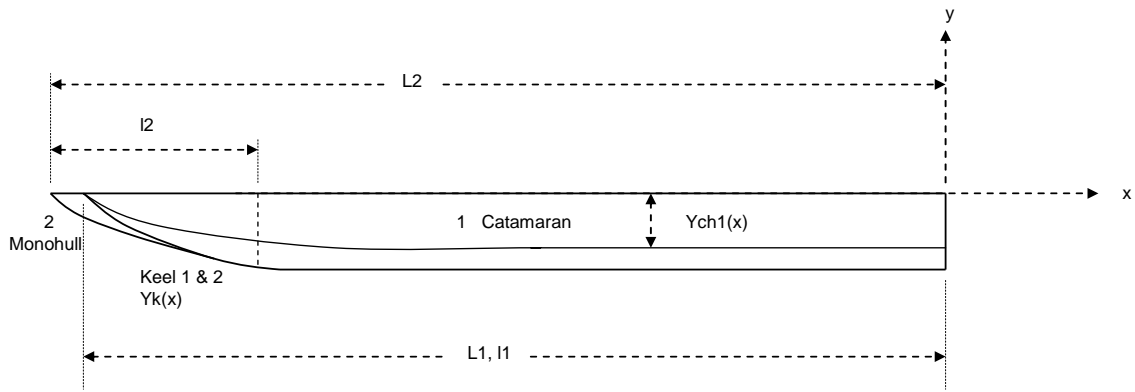 y
L2
l2
x
2
Monohull
1 Catamaran
Ych1(x)
Keel 1 & 2
Yk(x)
L1, l1